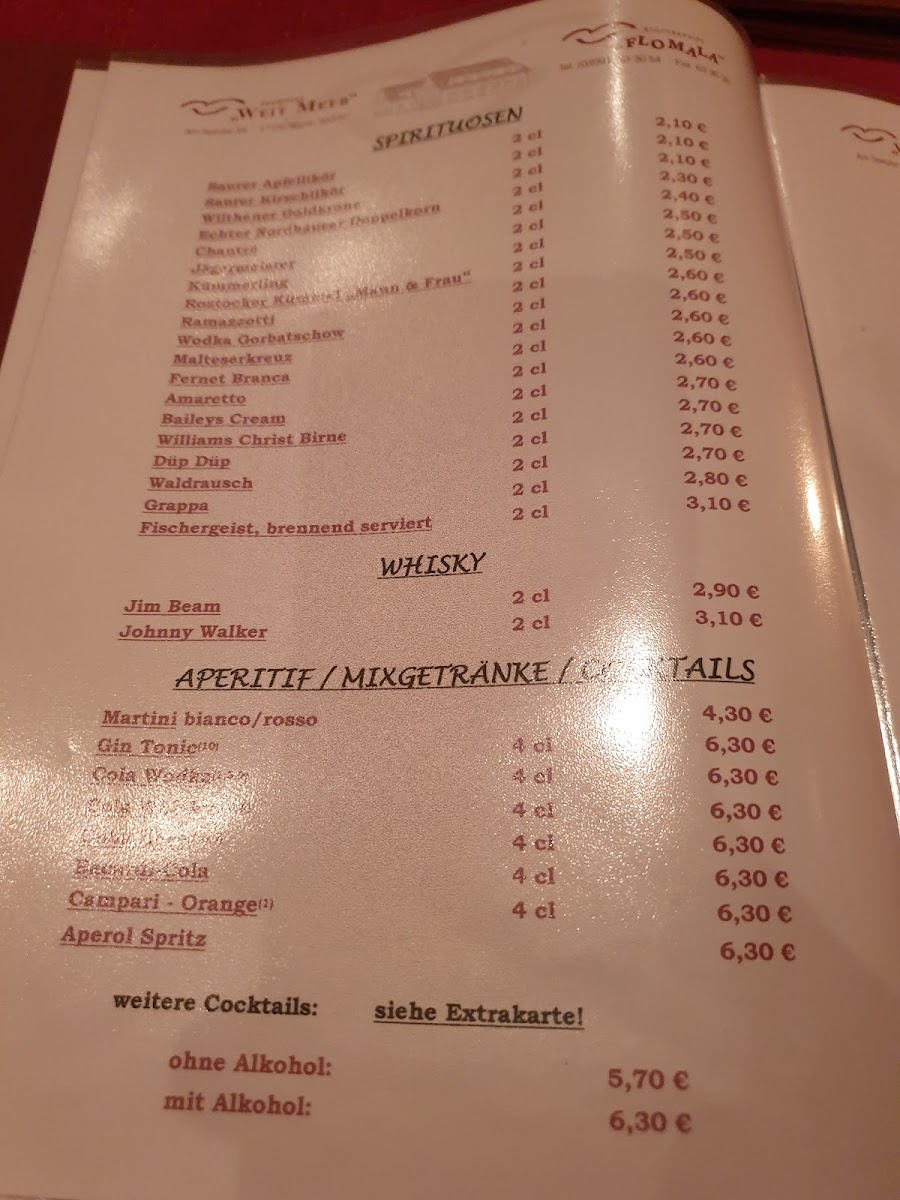 "WEIT MEER"
FLOMALA"
SPIRITUOSEN
Saurer Apfellikör 2 cl 2,10 €
Saurer Kirschlikör 2 cl 2,10 €
Wilthener Goldkrone 2 cl 2,10 €
Echter Nordhäuser Doppelkorn 2 cl 2,30 €
Chantré 2 cl 2,40 €
Jägermeister 2 cl 2,50 €
Kümmerling 2 cl 2,50 €
Rostocker Kümmel „Mann & Frau“ 2 cl 2,50 €
Ramazzotti 2 cl 2,60 €
Wodka Gorbatschow 2 cl 2,60 €
Malteserkreuz 2 cl 2,60 €
Fernet Branca 2 cl 2,60 €
Amaretto 2 cl 2,60 €
Baileys Cream 2 cl 2,70 €
Williams Christ Birne 2 cl 2,70 €
Düp Düp 2 cl 2,70 €
Waldrausch 2 cl 2,70 €
Grappa 2 cl 2,80 €
Fischergeist, brennend serviert 2 cl 3,10 €
WHISKY
Jim Beam 2 cl 2,90 €
Johnny Walker 2 cl 3,10 €
APERITIF / MIXGETRÄNKE / COCKTAILS
Martini bianco/rosso 4,30 €
Gin Tonic(10) 4 cl 6,30 €
Cola Wodka 4 cl 6,30 €
Cola 4 cl 6,30 €
4 cl 6,30 €
Bacardi-Cola 4 cl 6,30 €
Campari - Orange(1) 4 cl 6,30 €
Aperol Spritz 6,30 €
weitere Cocktails: siehe Extrakarte!
ohne Alkohol: 5,70 €
mit Alkohol: 6,30 €